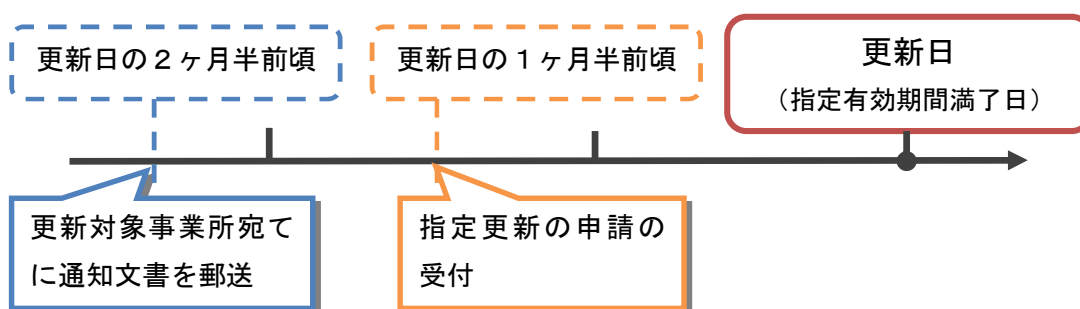 更新日の２ヶ月半前頃
更新日の１ヶ月半前頃
更新日
（指定有効期間満了日）
更新対象事業所宛て
に通知文書を郵送
指定更新の申請の
受付